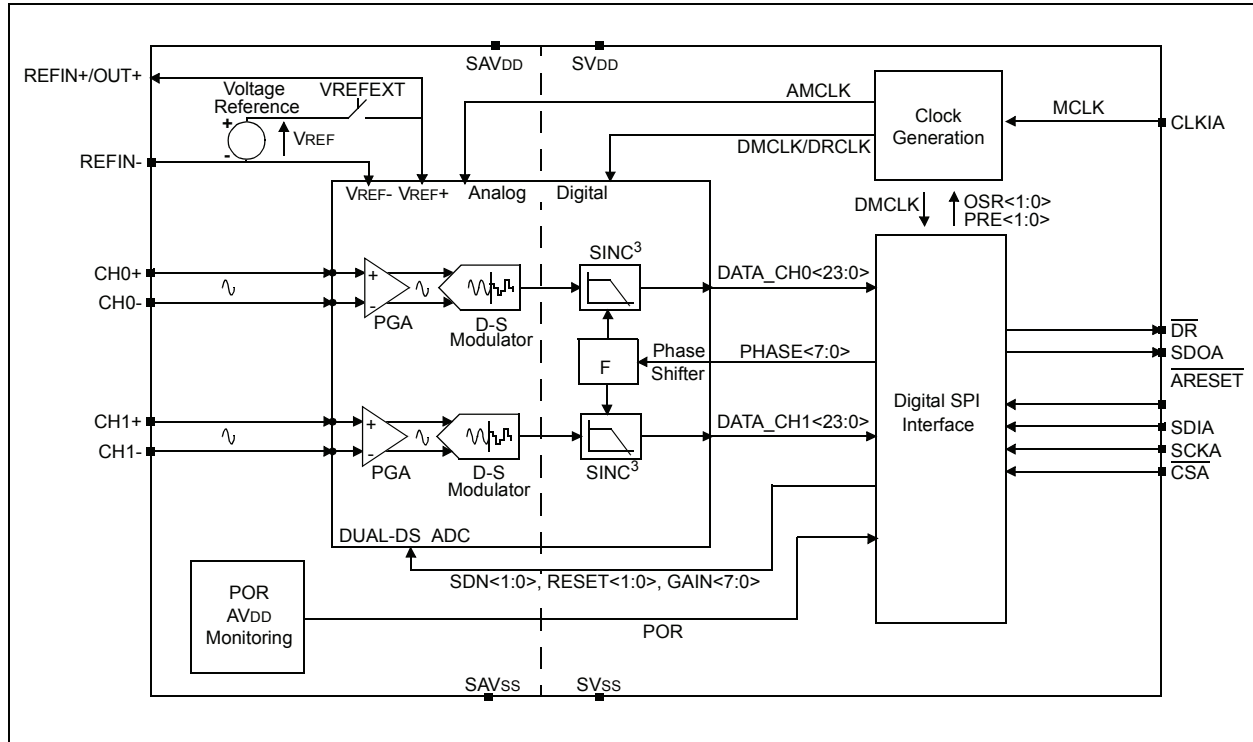 SAVDD SVDD
REFIN+/OUT+
Voltage
Reference
VREFEXT
+
-
VREF
REFIN-
AMCLK
DMCLK/DRCLK
Clock
Generation
MCLK
CLKIA
VREF- VREF+ Analog Digital
DMCLK
OSR<1:0>
PRE<1:0>
CH0+
CH0-
+
-
PGA
D-S
Modulator
SINC3
DATA_CH0<23:0>
F
Phase
Shifter
PHASE<7:0>
Digital SPI
Interface
DR
SDOA
ARESET
SDIA
SCKA
CSA
CH1+
CH1-
+
-
PGA
D-S
Modulator
SINC3
DATA_CH1<23:0>
DUAL-DS ADC
SDN<1:0>, RESET<1:0>, GAIN<7:0>
POR
AVDD
Monitoring
POR
SAVSS SVSS